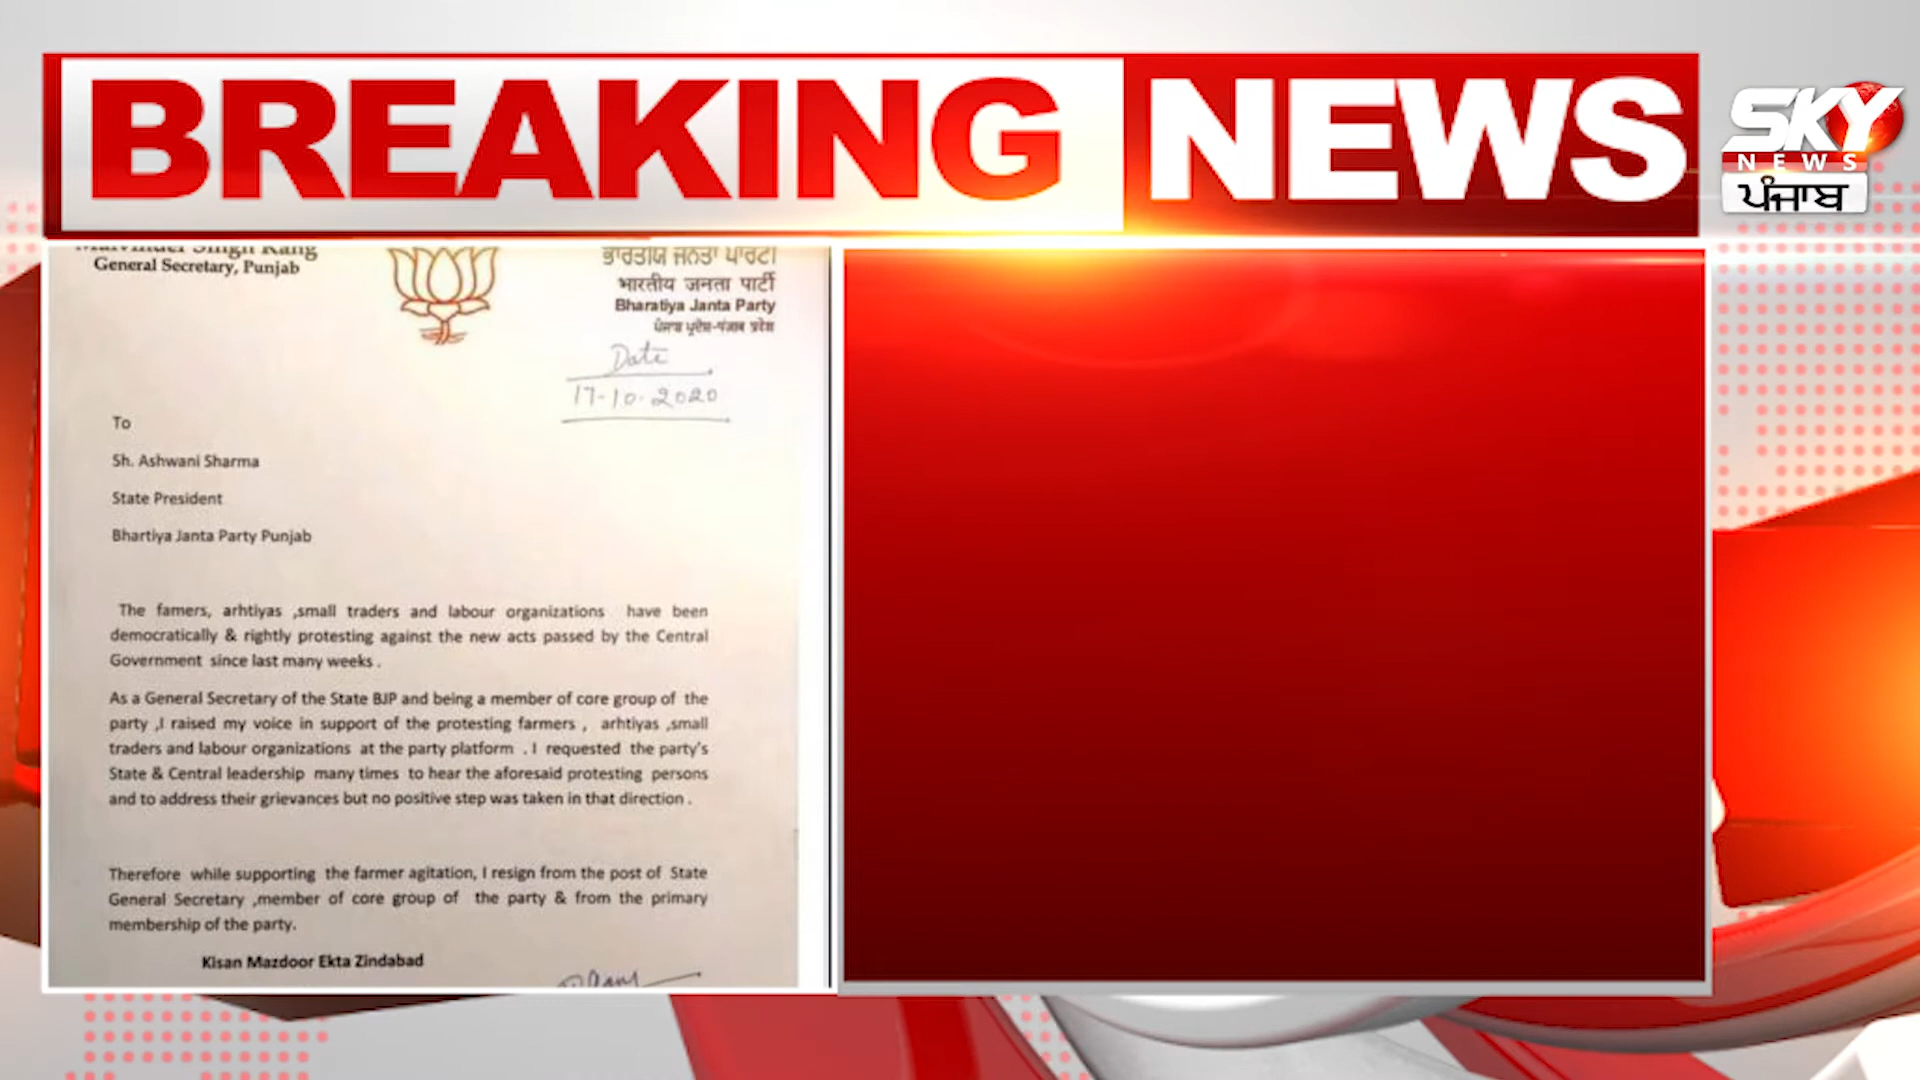 BREAKING NEWS
SKY
NEWS
ਪੰਜਾਬ
Malvinder Singh Kang
General Secretary, Punjab
ਭਾਰਤੀਯ ਜਨਤਾ ਪਾਰਟੀ
भारतीय जनता पार्टी
Bharatiya Janta Party
ਪੰਜਾਬ ਪ੍ਰਦੇਸ਼-पंजाब प्रदेश
Date
17-10-2020
To
Sh. Ashwani Sharma
State President
Bhartiya Janta Party Punjab
The famers, arhtiyas ,small traders and labour organizations have been
democratically & rightly protesting against the new acts passed by the Central
Government since last many weeks .
As a General Secretary of the State BJP and being a member of core group of the
party ,I raised my voice in support of the protesting farmers , arhtiyas ,small
traders and labour organizations at the party platform . I requested the party's
State & Central leadership many times to hear the aforesaid protesting persons
and to address their grievances but no positive step was taken in that direction .
Therefore while supporting the farmer agitation, I resign from the post of State
General Secretary ,member of core group of the party & from the primary
membership of the party.
Kisan Mazdoor Ekta Zindabad